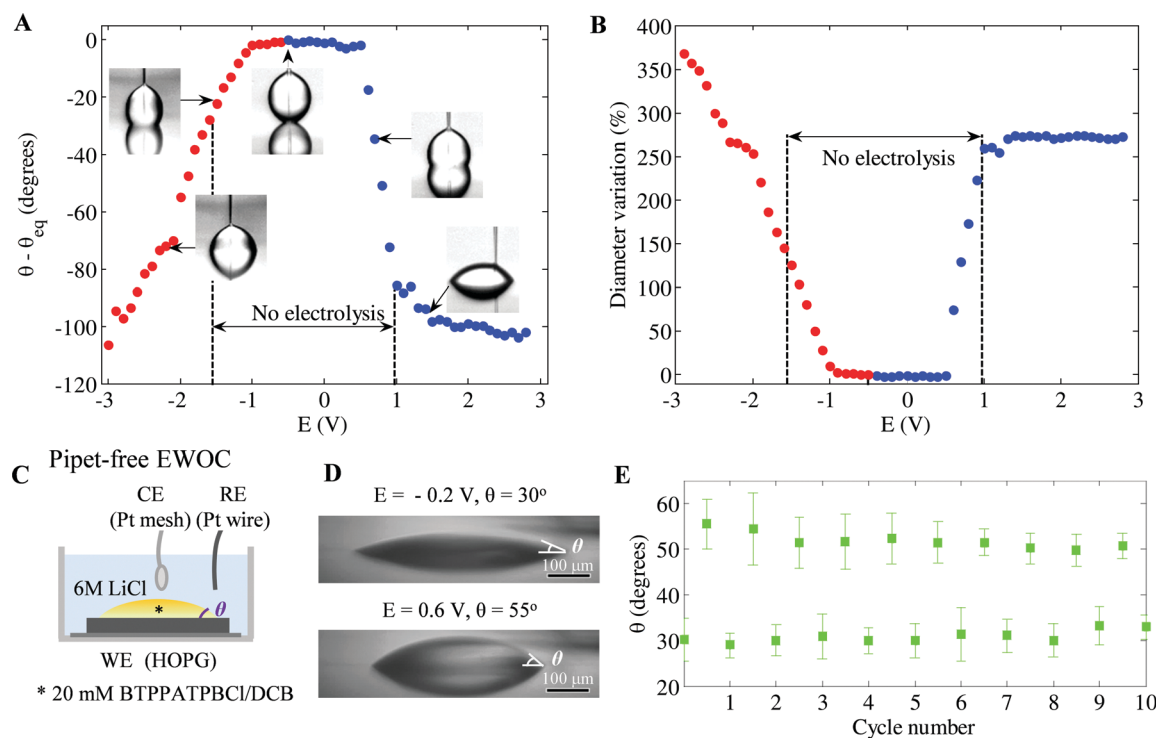 A
θ - θeq (degrees)
0
-20
-40
-60
-80
-100
-120
No electrolysis
-3 -2 -1 0 1 2 3
E (V)
B
Diameter variation (%)
400
350
300
250
200
150
100
50
0
No electrolysis
-3 -2 -1 0 1 2 3
E (V)
C
Pipet-free EWOC
CE RE
(Pt mesh) (Pt wire)
6M LiCl
*
θ
WE (HOPG)
* 20 mM BTPPATPBCl/DCB
D
E = - 0.2 V, θ = 30º
θ
100 μm
E = 0.6 V, θ = 55º
θ
100 μm
E
θ (degrees)
60
50
40
30
20
1 2 3 4 5 6 7 8 9 10
Cycle number